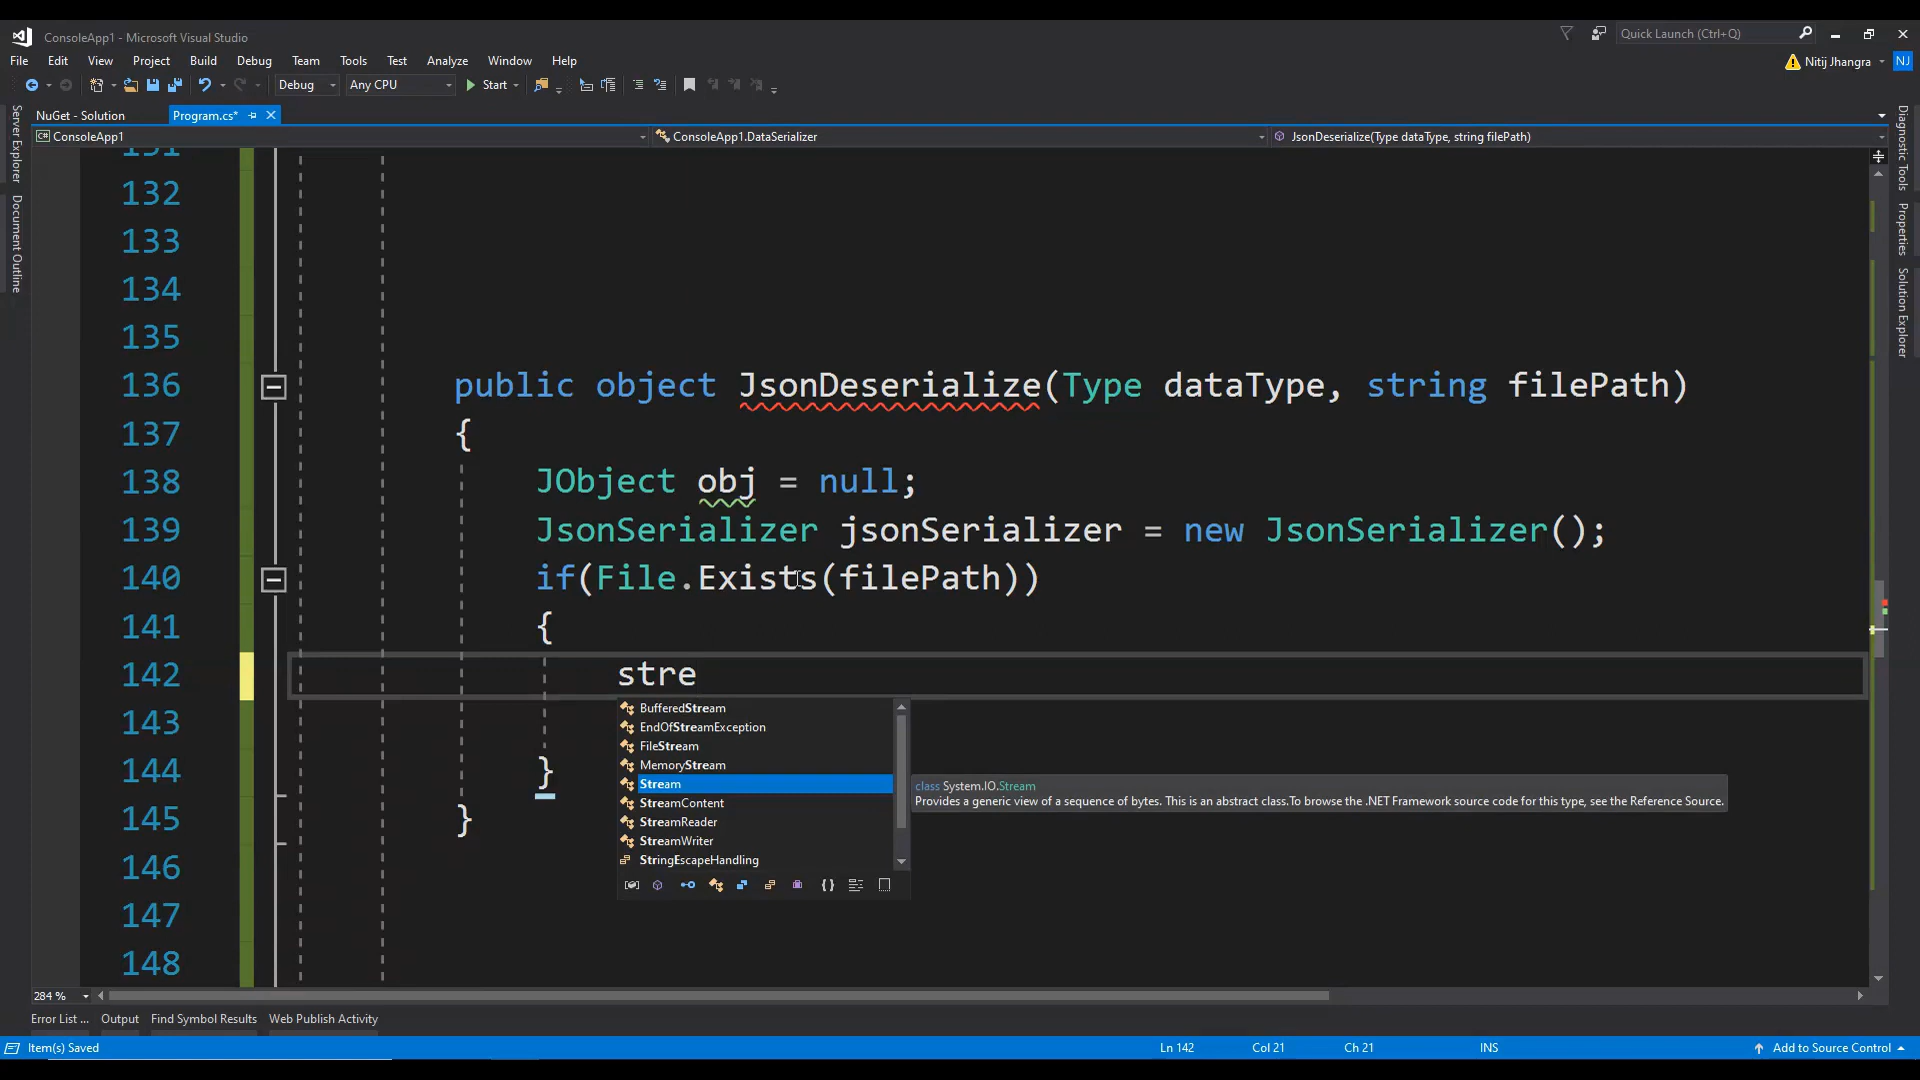 ConsoleApp1 - Microsoft Visual Studio
Quick Launch (Ctrl+Q)
File Edit View Project Build Debug Team Tools Test Analyze Window Help
Nitij Jhangra NJ
Debug Any CPU Start
NuGet - Solution Program.cs*
ConsoleApp1 ConsoleApp1.DataSerializer JsonDeserialize(Type dataType, string filePath)
Server Explorer
Document Outline
Diagnostic Tools
Properties
Solution Explorer
131
132
133
134
135
136 public object JsonDeserialize(Type dataType, string filePath)
137 {
138 JObject obj = null;
139 JsonSerializer jsonSerializer = new JsonSerializer();
140 if(File.Exists(filePath))
141 {
142 stre
143
144 }
145 }
146
147
148
BufferedStream
EndOfStreamException
FileStream
MemoryStream
Stream
StreamContent
StreamReader
StreamWriter
StringEscapeHandling
class System.IO.Stream
Provides a generic view of a sequence of bytes. This is an abstract class.To browse the .NET Framework source code for this type, see the Reference Source.
284 %
Error List ... Output Find Symbol Results Web Publish Activity
Item(s) Saved Ln 142 Col 21 Ch 21 INS Add to Source Control